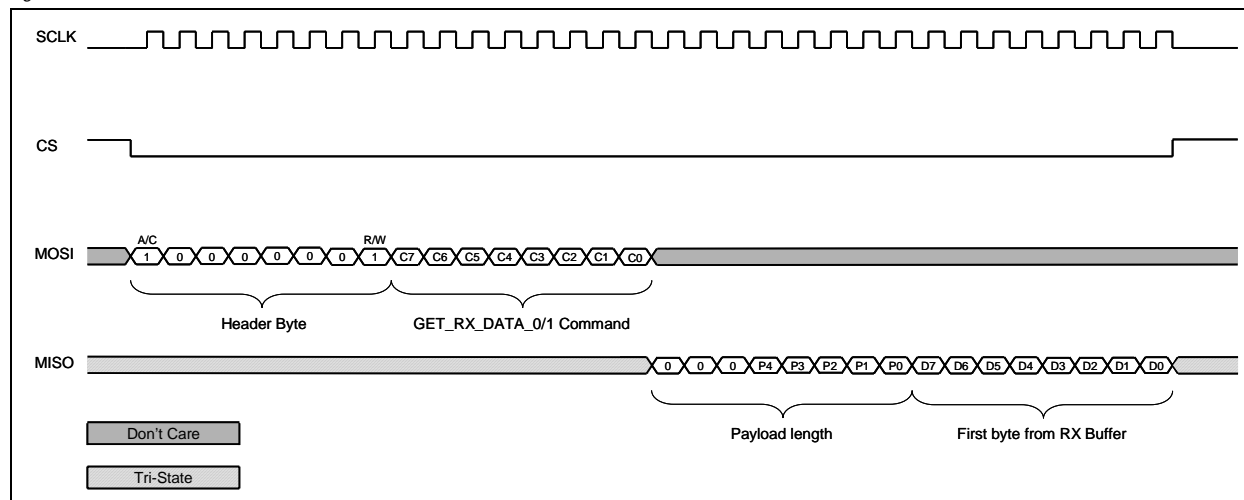 SCLK
CS
A/C R/W
MOSI 1 0 0 0 0 0 0 1 C7 C6 C5 C4 C3 C2 C1 C0
Header Byte GET_RX_DATA_0/1 Command
MISO 0 0 0 P4 P3 P2 P1 P0 D7 D6 D5 D4 D3 D2 D1 D0
Don't Care Payload length First byte from RX Buffer
Tri-State